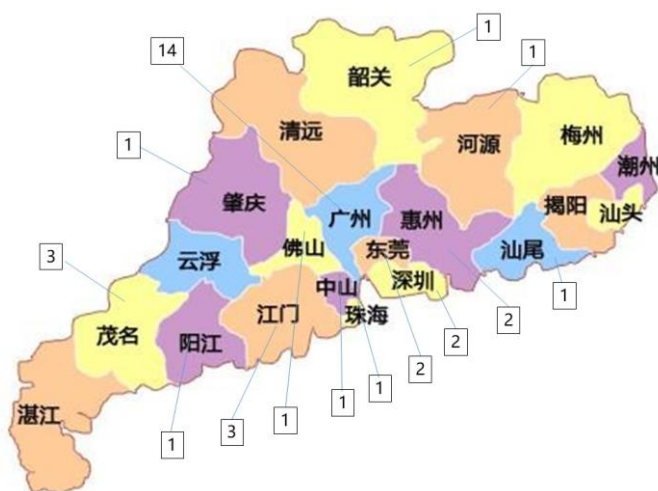 1
14
1
韶关
清远
梅州
河源
潮州
1
肇庆
揭阳
汕头
广州
惠州
佛山
东莞
汕尾
云浮
3
深圳
1
中山
江门
珠海
2
茂名
阳江
2
2
1
1
湛江
1
3
1